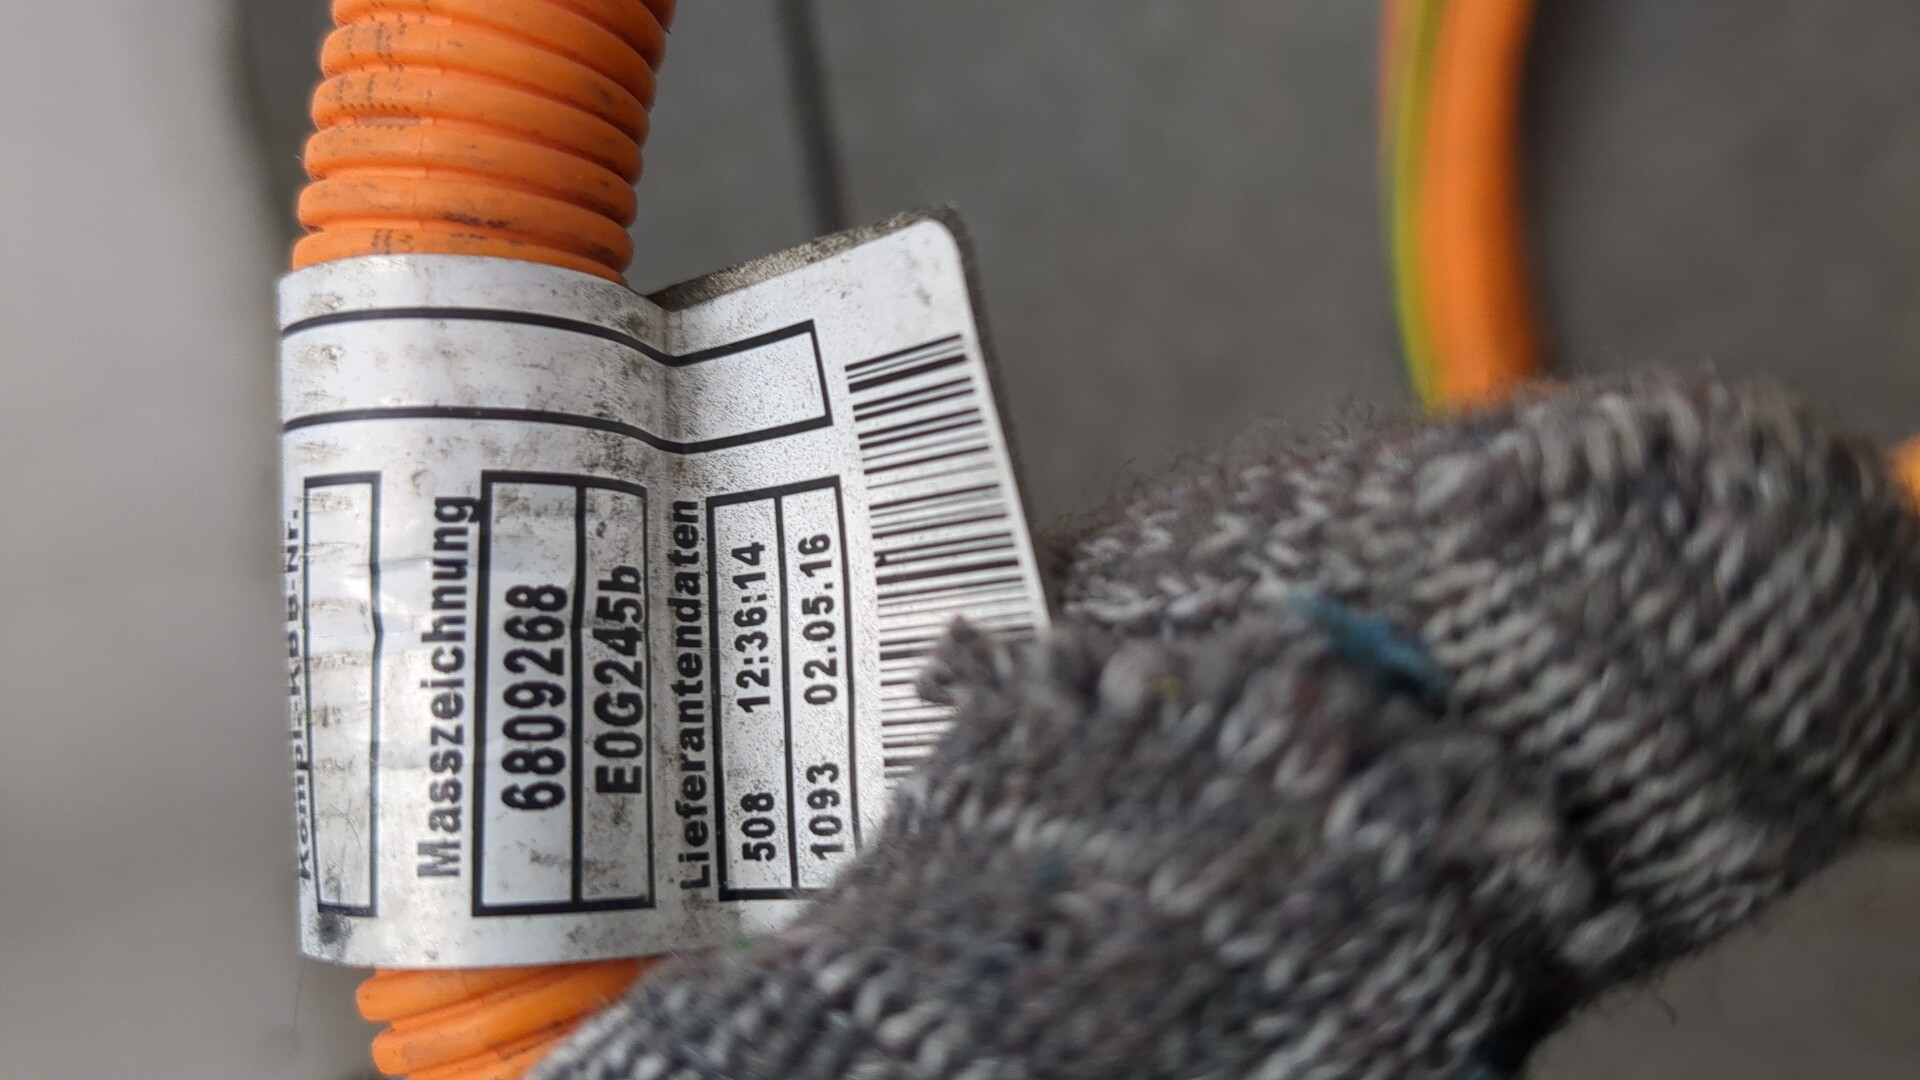 Kompl.-KBB-Nr.
Masszeichnung
6809268
E0G245b
Lieferantendaten
508 12:36:14
1093 02.05.16